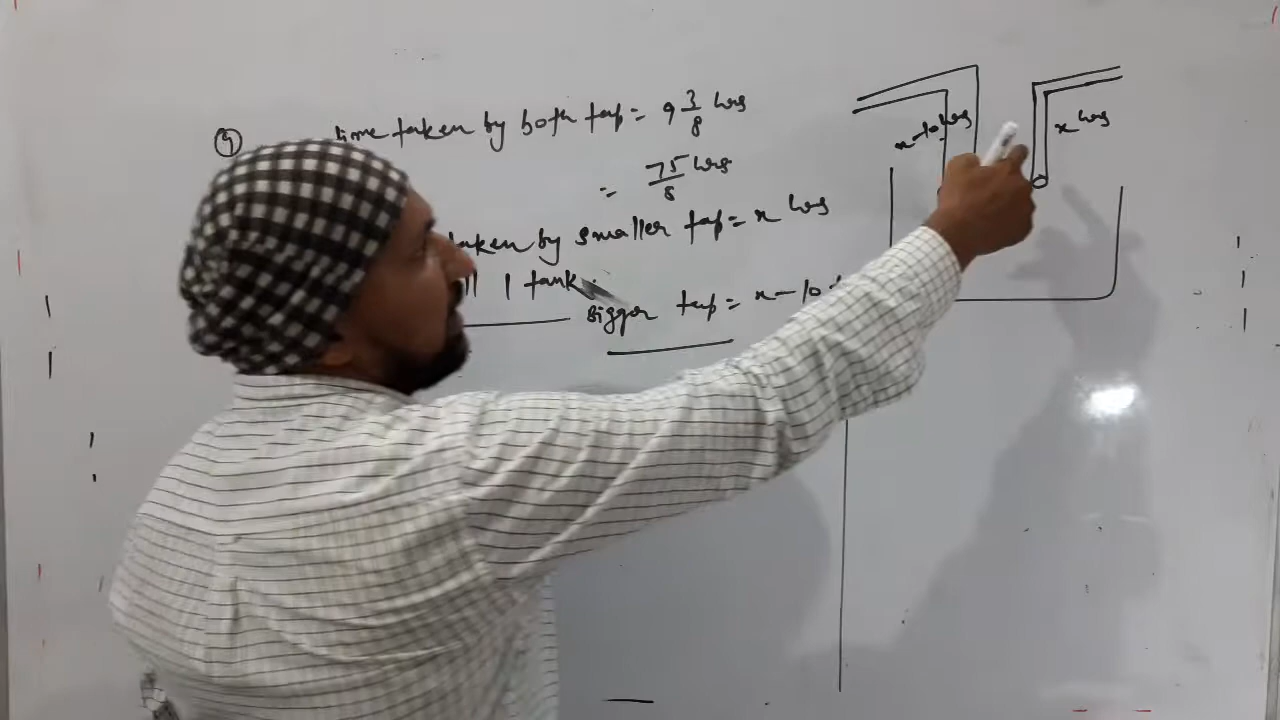 9
time taken by both tap = 9 3/8 hrs
= 75/8 hrs
taken by smaller tap = x hrs
1 tank
Bigger tap = x - 10
x - 10 hrs
x hrs